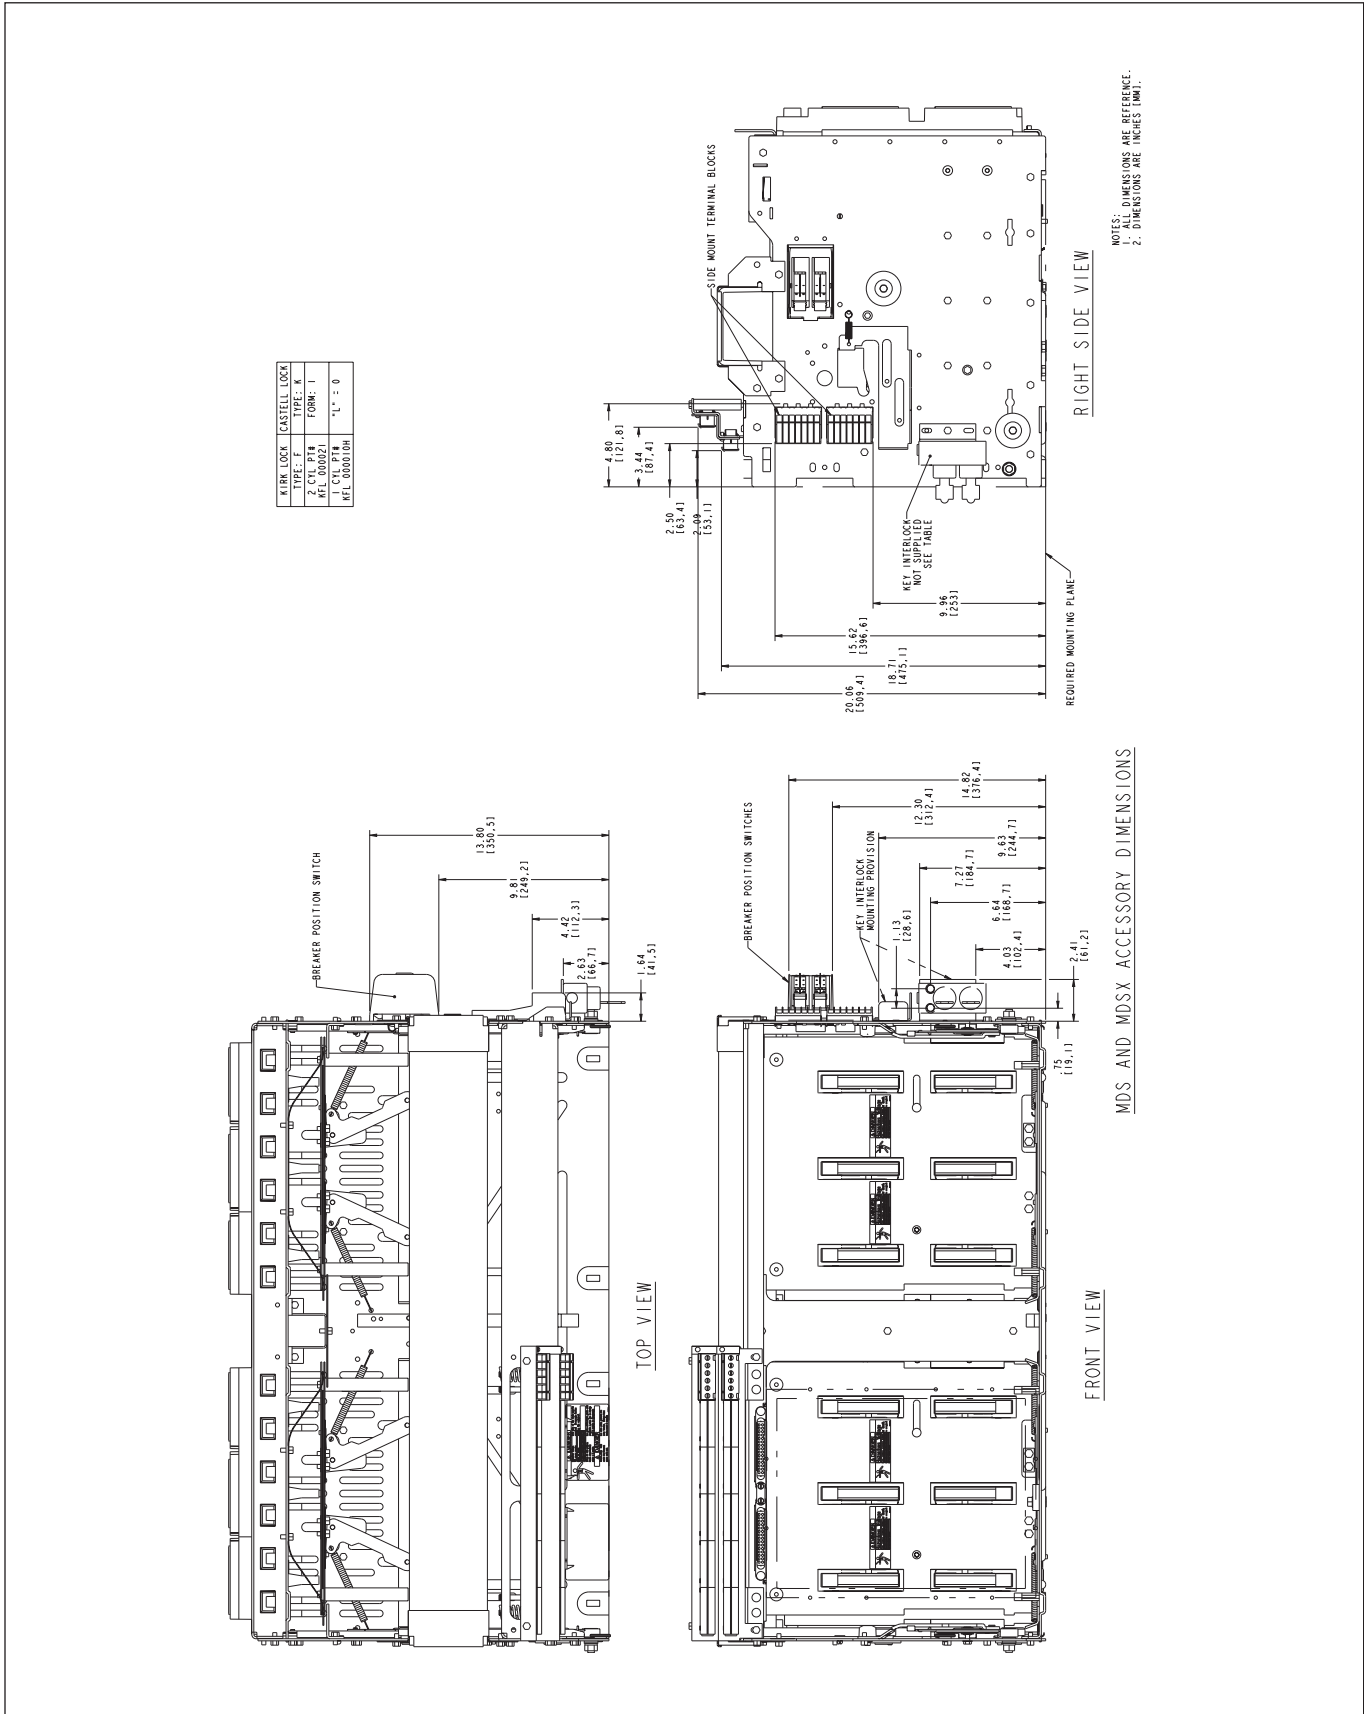 KIRK LOCK CASTELL LOCK
TYPE: F TYPE: K
2 CYL PT# FORM: 1
KFL 000021
1 CYL PT# "L" = 0
KFL 000010H
BREAKER POSITION SWITCH
13.80
[350,5]
9.81
[249,2]
4.42
[112,3]
2.63
[66,7]
1.64
[41,5]
TOP VIEW
SIDE MOUNT TERMINAL BLOCKS
4.80
[121,8]
3.44
[87,4]
2.50
[63,4]
2.09
[53,1]
KEY INTERLOCK
NOT SUPPLIED
SEE TABLE
9.96
[253]
15.62
[396,6]
18.71
[475,1]
20.06
[509,4]
REQUIRED MOUNTING PLANE
RIGHT SIDE VIEW
NOTES:
1. ALL DIMENSIONS ARE REFERENCE.
2. DIMENSIONS ARE INCHES [MM].
BREAKER POSITION SWITCHES
KEY INTERLOCK
MOUNTING PROVISION
14.82
[376,4]
12.30
[312,4]
9.63
[244,7]
7.27
[184,7]
6.64
[168,7]
1.13
[28,6]
4.03
[102,4]
2.41
[61,2]
.75
[19,1]
FRONT VIEW
MDS AND MDSX ACCESSORY DIMENSIONS